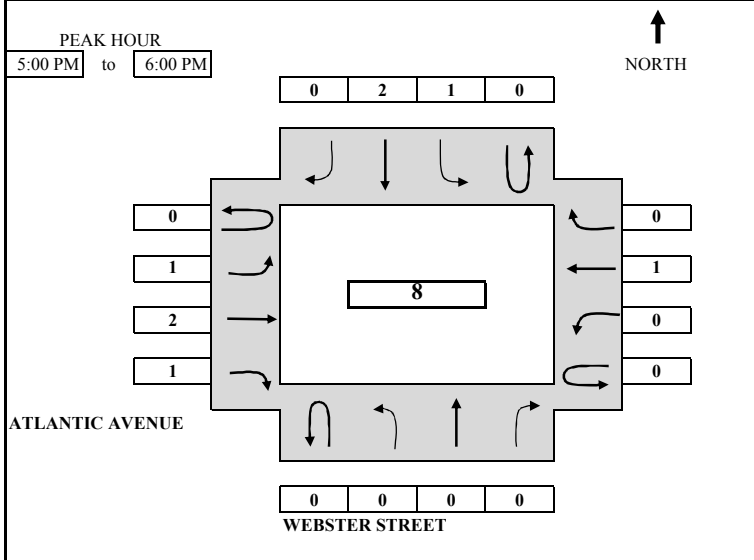 PEAK HOUR
5:00 PM to 6:00 PM
NORTH
0 2 1 0
0 0
1 1
8
2 0
1 0
ATLANTIC AVENUE
0 0 0 0
WEBSTER STREET